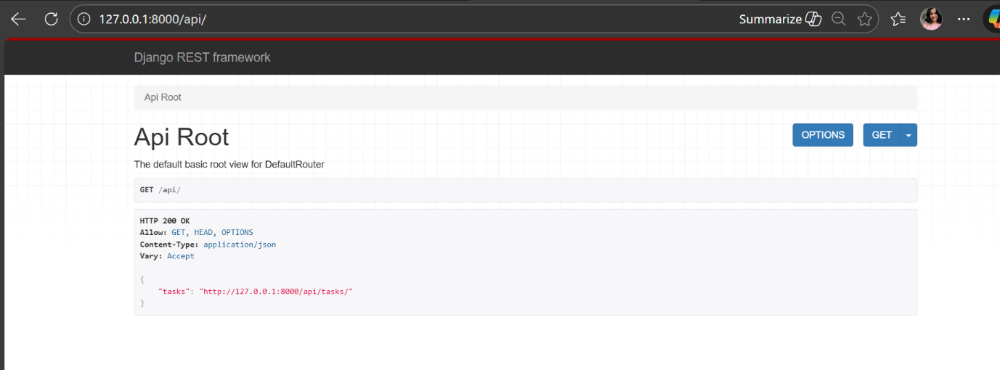 127.0.0.1:8000/api/ Summarize
Django REST framework
Api Root
Api Root OPTIONS GET
The default basic root view for DefaultRouter
GET /api/
HTTP 200 OK
Allow: GET, HEAD, OPTIONS
Content-Type: application/json
Vary: Accept
{
"tasks": "http://127.0.0.1:8000/api/tasks/"
}